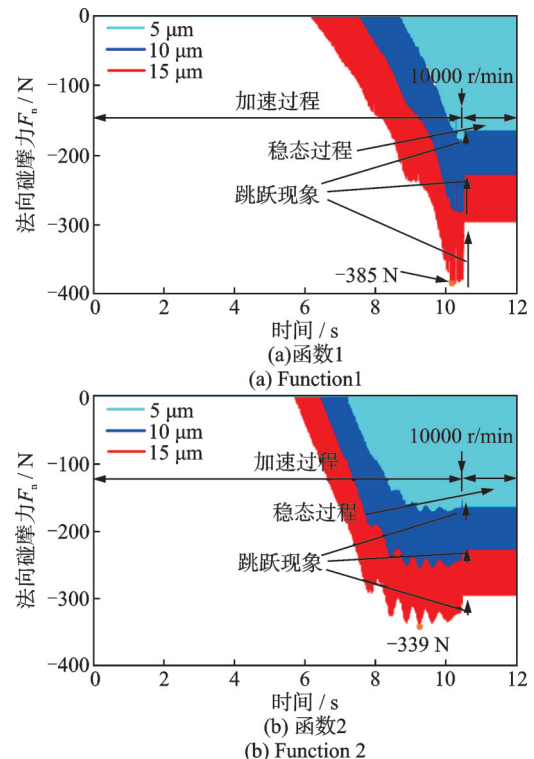 0
5 μm
10 μm
15 μm
10000 r/min
加速过程
稳态过程
跳跃现象
−385 N
−100
−200
−300
−400
法向碰摩力Fn / N
0 2 4 6 8 10 12
时间 / s
(a)函数1
(a) Function1
0
5 μm
10 μm
15 μm
10000 r/min
加速过程
稳态过程
跳跃现象
−339 N
−100
−200
−300
−400
法向碰摩力Fn / N
0 2 4 6 8 10 12
时间 / s
(b) 函数2
(b) Function 2